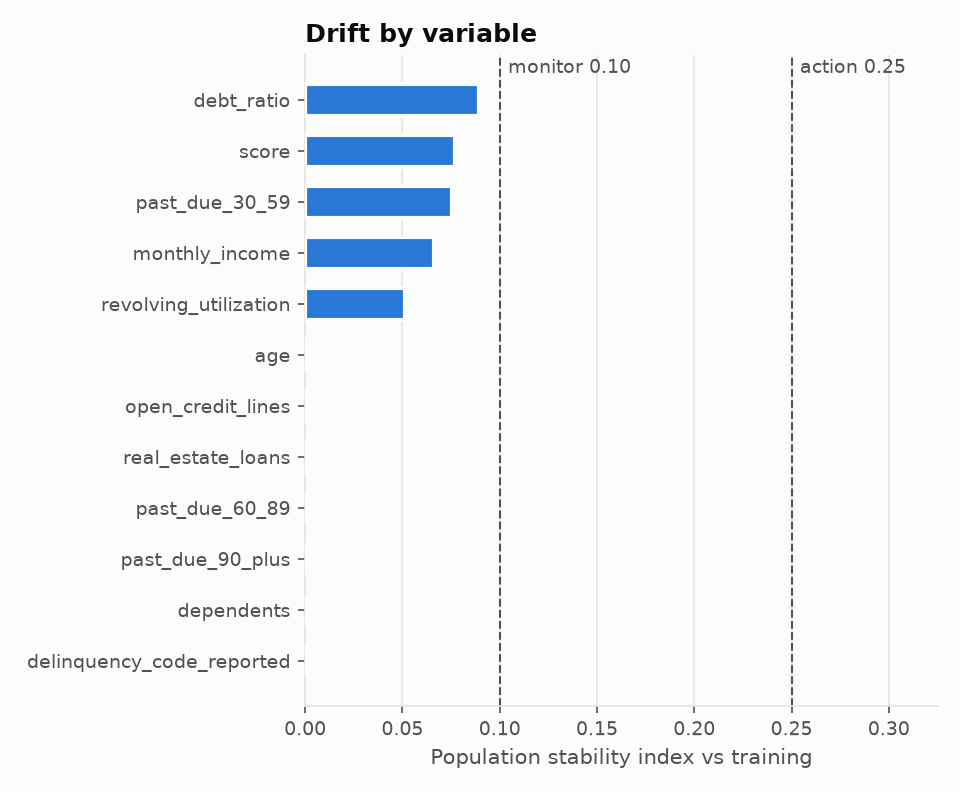 Drift by variable
monitor 0.10
action 0.25
debt_ratio
score
past_due_30_59
monthly_income
revolving_utilization
age
open_credit_lines
real_estate_loans
past_due_60_89
past_due_90_plus
dependents
delinquency_code_reported
0.00 0.05 0.10 0.15 0.20 0.25 0.30
Population stability index vs training